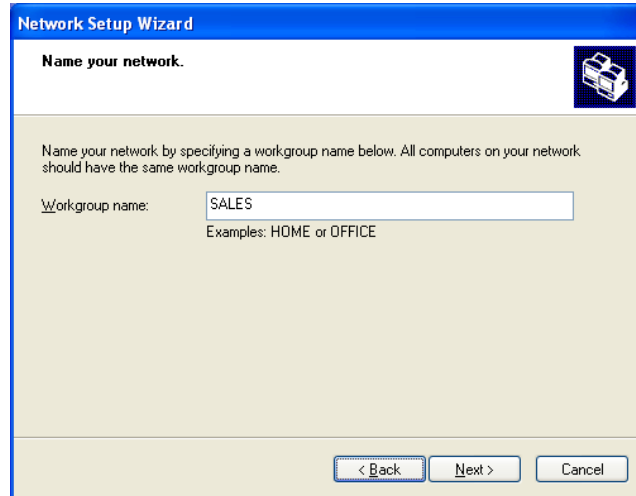 Network Setup Wizard
Name your network.
Name your network by specifying a workgroup name below. All computers on your network
should have the same workgroup name.
Workgroup name: SALES
Examples: HOME or OFFICE
< Back Next > Cancel